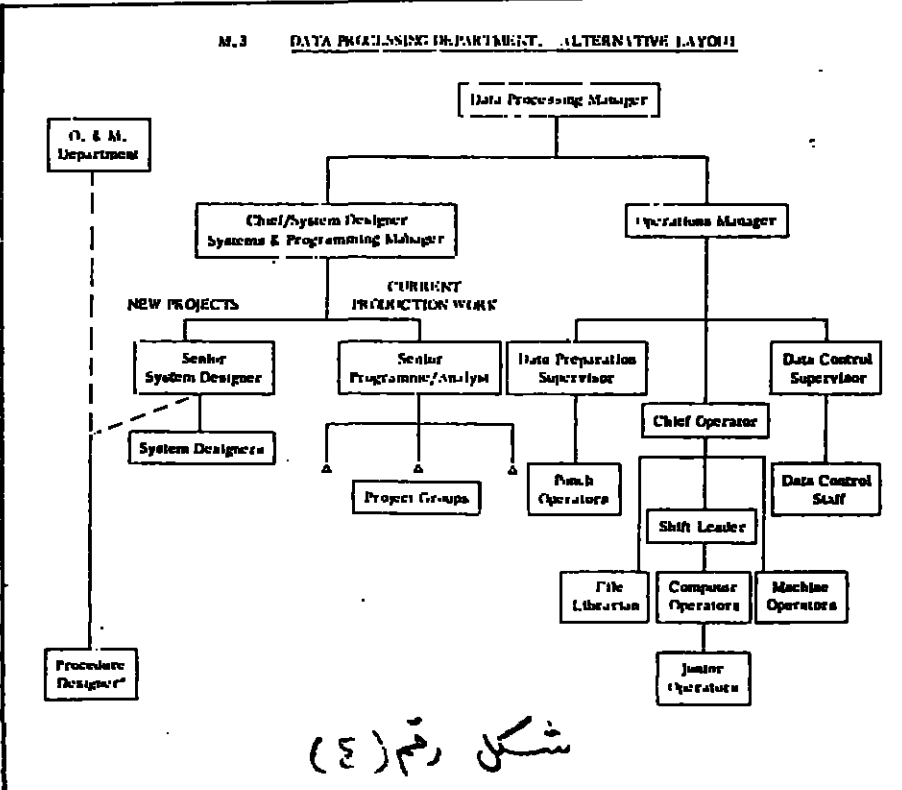 M.3 DATA PROCESSING DEPARTMENT. ALTERNATIVE LAYOUT
Data Processing Manager
O. & M.
Department
Chief/System Designer
Systems & Programming Manager
Operations Manager
NEW PROJECTS
CURRENT
PRODUCTION WORK
Senior
System Designer
Senior
Programme/Analyst
Data Preparation
Supervisor
Data Control
Supervisor
Chief Operator
System Designers
Project Groups
Punch
Operators
Data Control
Staff
Shift Leader
File
Librarian
Computer
Operators
Machine
Operators
Procedure
Designer*
Junior
Operators
شكل رقم (٤)